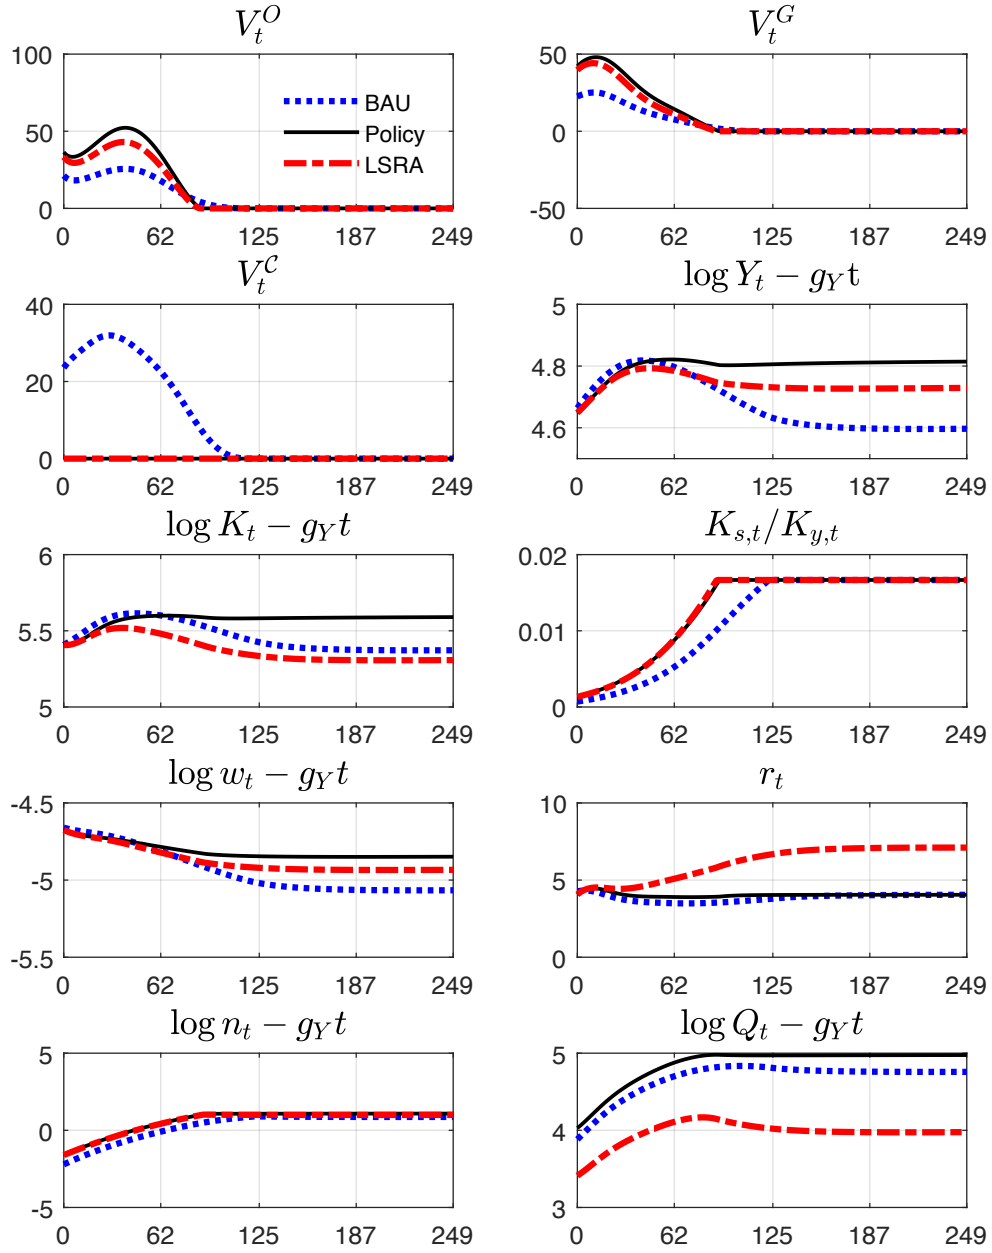 V_t^O
100
50
0
BAU
Policy
LSRA
0 62 125 187 249
V_t^G
50
0
-50
0 62 125 187 249
V_t^𝒞
40
20
0
0 62 125 187 249
log Y_t − g_Y t
5
4.8
4.6
0 62 125 187 249
log K_t − g_Y t
6
5.5
5
0 62 125 187 249
K_{s,t}/K_{y,t}
0.02
0.01
0
0 62 125 187 249
log w_t − g_Y t
-4.5
-5
-5.5
0 62 125 187 249
r_t
10
5
0
0 62 125 187 249
log n_t − g_Y t
5
0
-5
0 62 125 187 249
log Q_t − g_Y t
5
4
3
0 62 125 187 249